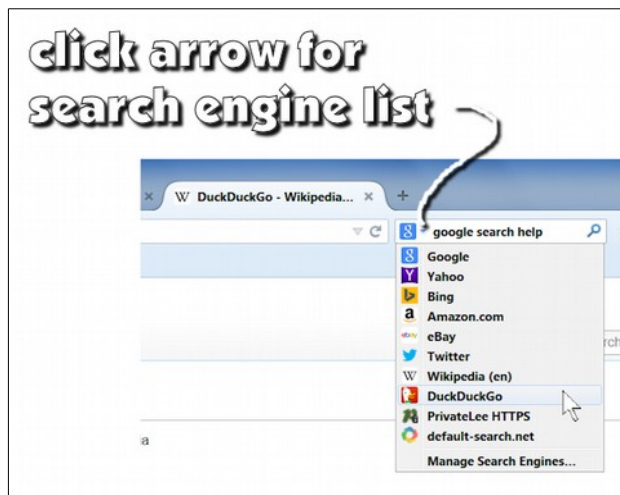 click arrow for
search engine list
DuckDuckGo - Wikipedia...
google search help
Google
Yahoo
Bing
Amazon.com
eBay
Twitter
Wikipedia (en)
DuckDuckGo
PrivateLee HTTPS
default-search.net
Manage Search Engines...